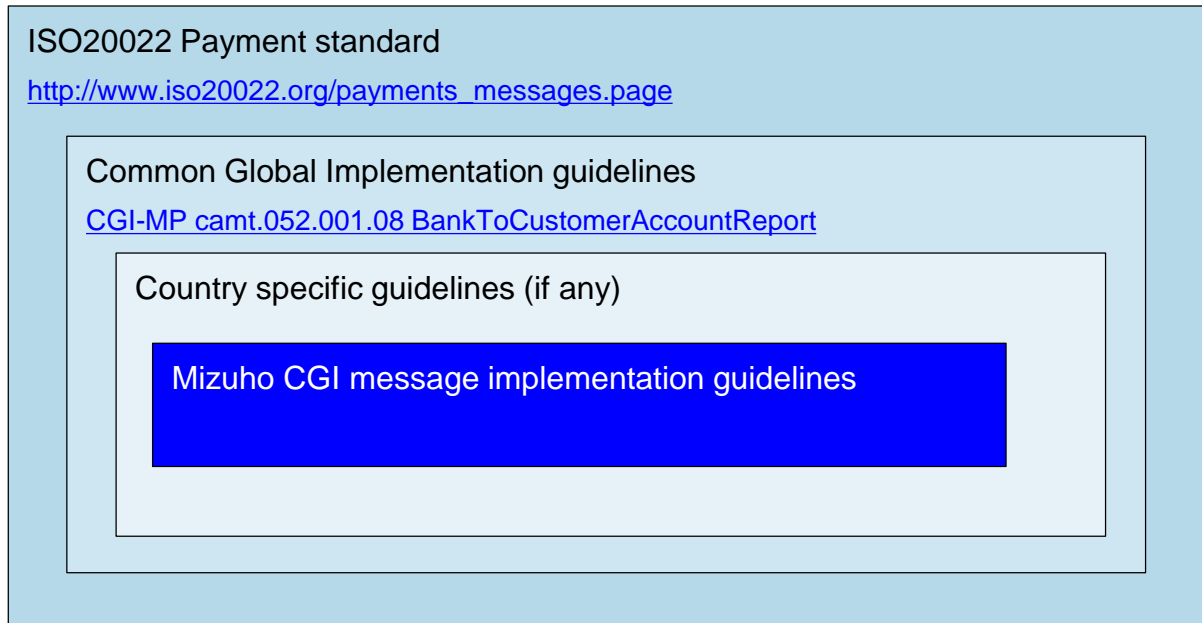 ISO20022 Payment standard
http://www.iso20022.org/payments_messages.page
Common Global Implementation guidelines
CGI-MP camt.052.001.08 BankToCustomerAccountReport
Country specific guidelines (if any)
Mizuho CGI message implementation guidelines